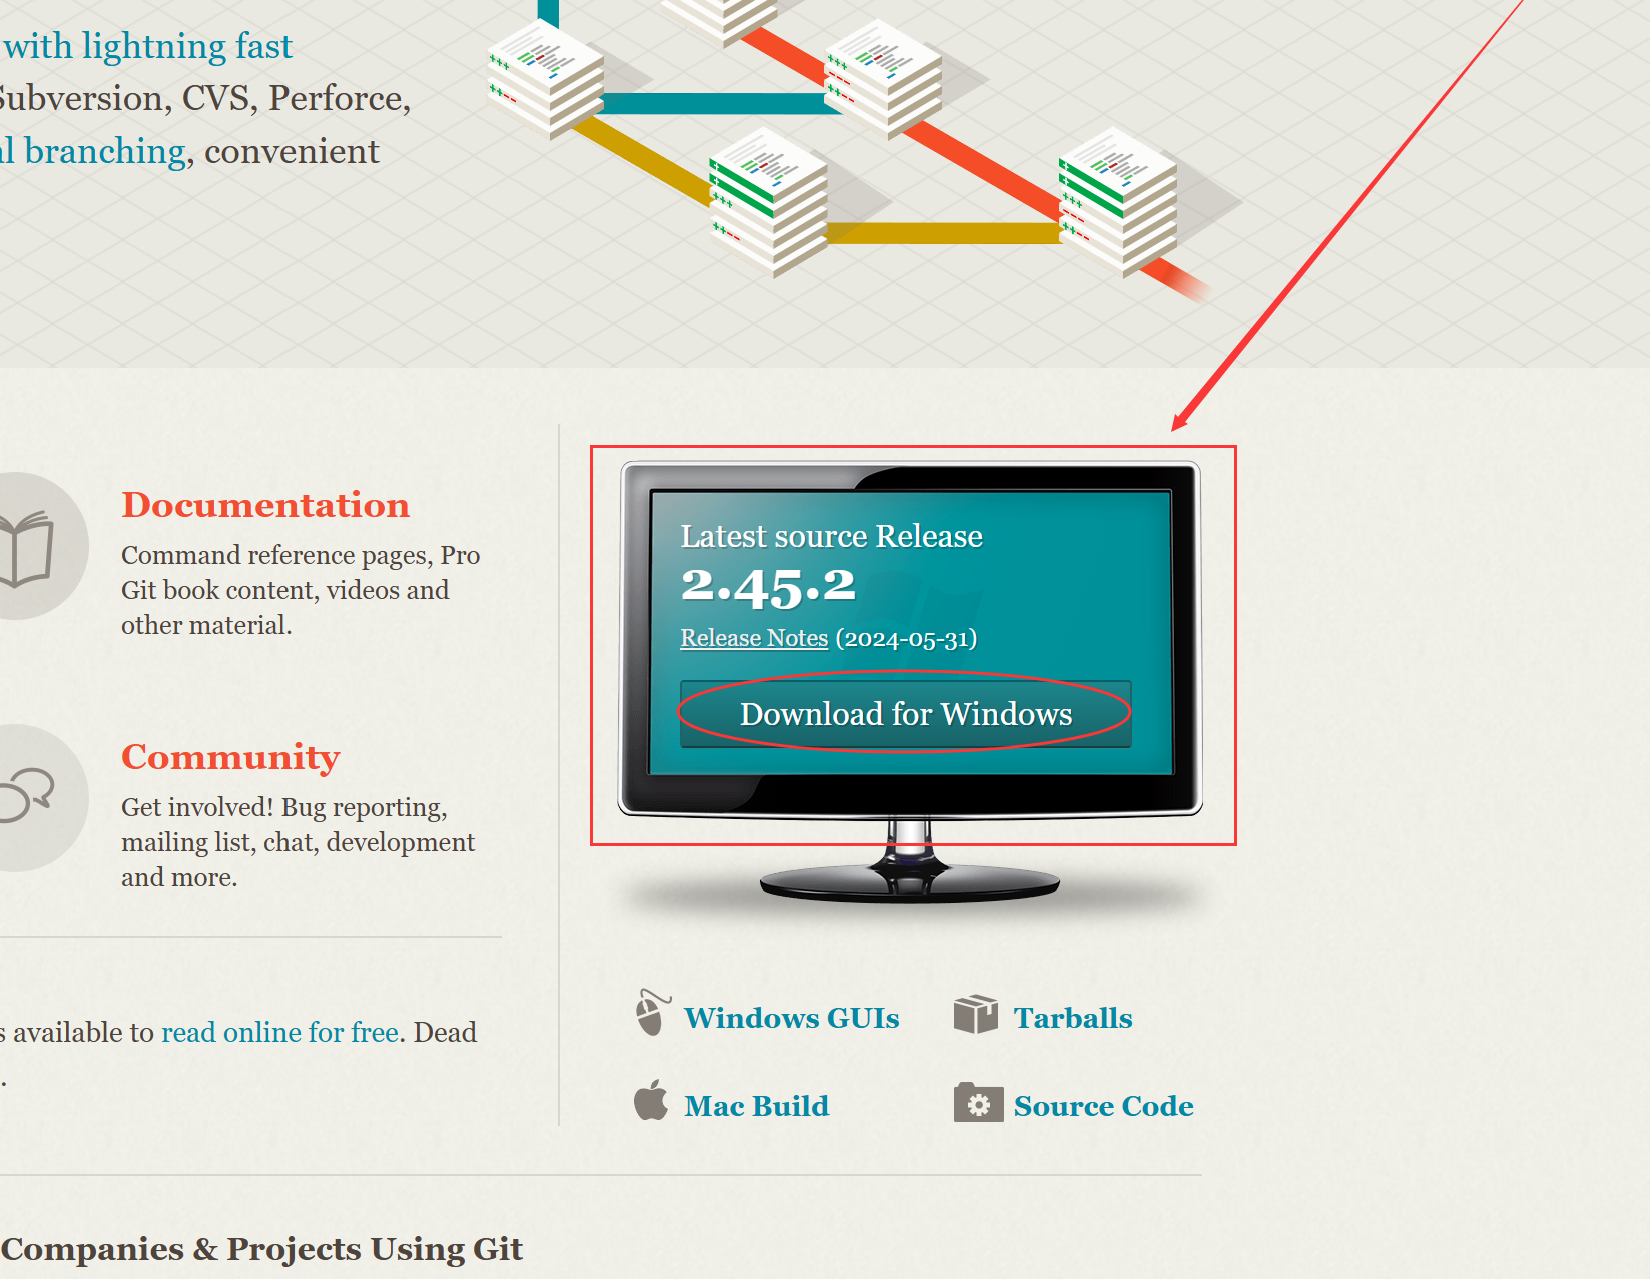 with lightning fast
Subversion, CVS, Perforce,
branching, convenient
Documentation
Command reference pages, Pro
Git book content, videos and
other material.
Community
Get involved! Bug reporting,
mailing list, chat, development
and more.
available to read online for free. Dead
.
Latest source Release
2.45.2
Release Notes (2024-05-31)
Download for Windows
Windows GUIs
Tarballs
Mac Build
Source Code
Companies & Projects Using Git